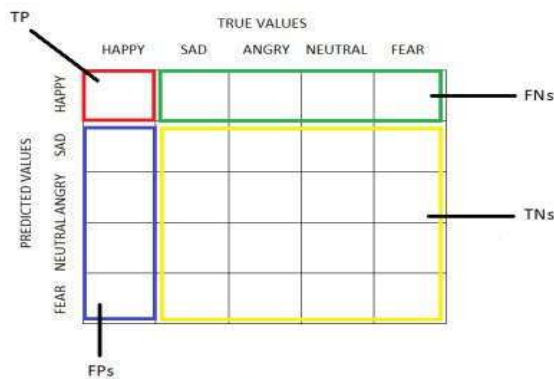 TP
TRUE VALUES
HAPPY SAD ANGRY NEUTRAL FEAR
FNs
TNs
PREDICTED VALUES
HAPPY
SAD
ANGRY
NEUTRAL
FEAR
FPs